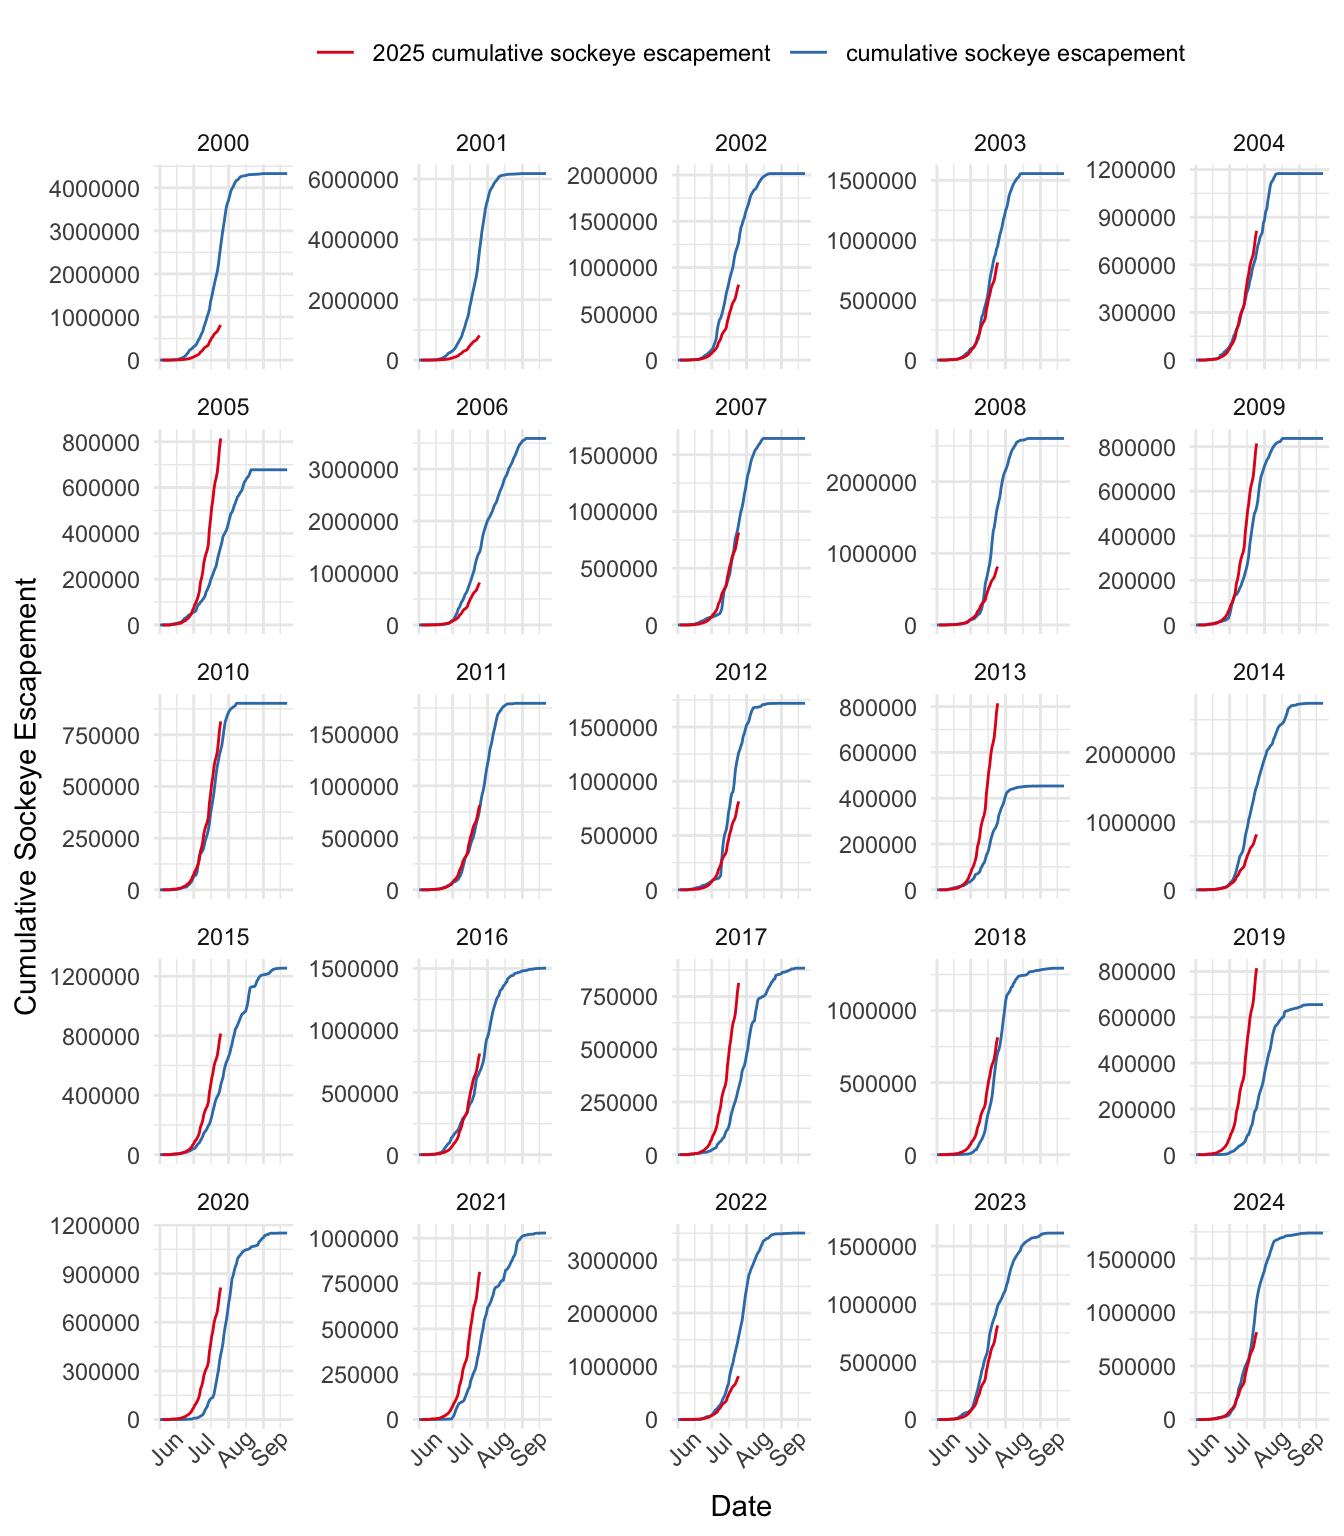 2025 cumulative sockeye escapement cumulative sockeye escapement
2000 2001 2002 2003 2004
4000000 3000000 2000000 1000000 0
6000000 4000000 2000000 0
2000000 1500000 1000000 500000 0
1500000 1000000 500000 0
1200000 900000 600000 300000 0
2005 2006 2007 2008 2009
800000 600000 400000 200000 0
3000000 2000000 1000000 0
1500000 1000000 500000 0
2000000 1000000 0
800000 600000 400000 200000 0
2010 2011 2012 2013 2014
750000 500000 250000 0
1500000 1000000 500000 0
1500000 1000000 500000 0
800000 600000 400000 200000 0
2000000 1000000 0
2015 2016 2017 2018 2019
1200000 800000 400000 0
1500000 1000000 500000 0
750000 500000 250000 0
1000000 500000 0
800000 600000 400000 200000 0
2020 2021 2022 2023 2024
1200000 900000 600000 300000 0
1000000 750000 500000 250000 0
3000000 2000000 1000000 0
1500000 1000000 500000 0
1500000 1000000 500000 0
Jun Jul Aug Sep Jun Jul Aug Sep Jun Jul Aug Sep Jun Jul Aug Sep Jun Jul Aug Sep
Date
Cumulative Sockeye Escapement